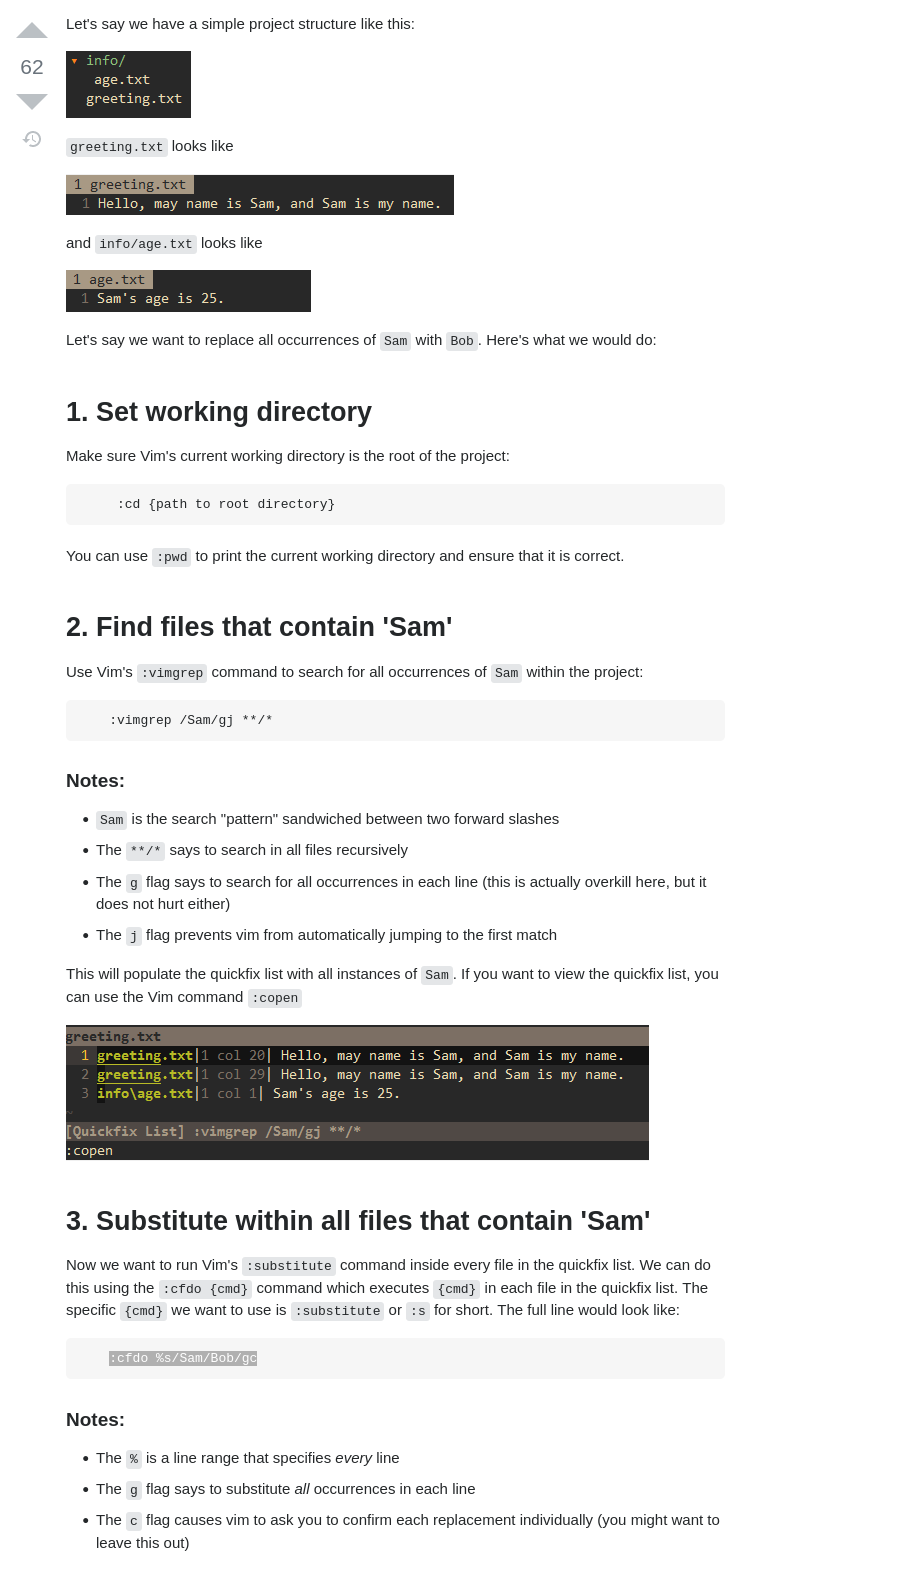 Let's say we have a simple project structure like this:
62
▾ info/
age.txt
greeting.txt
greeting.txt looks like
1 greeting.txt
1 Hello, may name is Sam, and Sam is my name.
and info/age.txt looks like
1 age.txt
1 Sam's age is 25.
Let's say we want to replace all occurrences of Sam with Bob. Here's what we would do:
1. Set working directory
Make sure Vim's current working directory is the root of the project:
:cd {path to root directory}
You can use :pwd to print the current working directory and ensure that it is correct.
2. Find files that contain 'Sam'
Use Vim's :vimgrep command to search for all occurrences of Sam within the project:
:vimgrep /Sam/gj **/*
Notes:
• Sam is the search "pattern" sandwiched between two forward slashes
• The **/* says to search in all files recursively
• The g flag says to search for all occurrences in each line (this is actually overkill here, but it
does not hurt either)
• The j flag prevents vim from automatically jumping to the first match
This will populate the quickfix list with all instances of Sam. If you want to view the quickfix list, you
can use the Vim command :copen
greeting.txt
1 greeting.txt|1 col 20| Hello, may name is Sam, and Sam is my name.
2 greeting.txt|1 col 29| Hello, may name is Sam, and Sam is my name.
3 info\age.txt|1 col 1| Sam's age is 25.
~
[Quickfix List] :vimgrep /Sam/gj **/*
:copen
3. Substitute within all files that contain 'Sam'
Now we want to run Vim's :substitute command inside every file in the quickfix list. We can do
this using the :cfdo {cmd} command which executes {cmd} in each file in the quickfix list. The
specific {cmd} we want to use is :substitute or :s for short. The full line would look like:
:cfdo %s/Sam/Bob/gc
Notes:
• The % is a line range that specifies every line
• The g flag says to substitute all occurrences in each line
• The c flag causes vim to ask you to confirm each replacement individually (you might want to
leave this out)